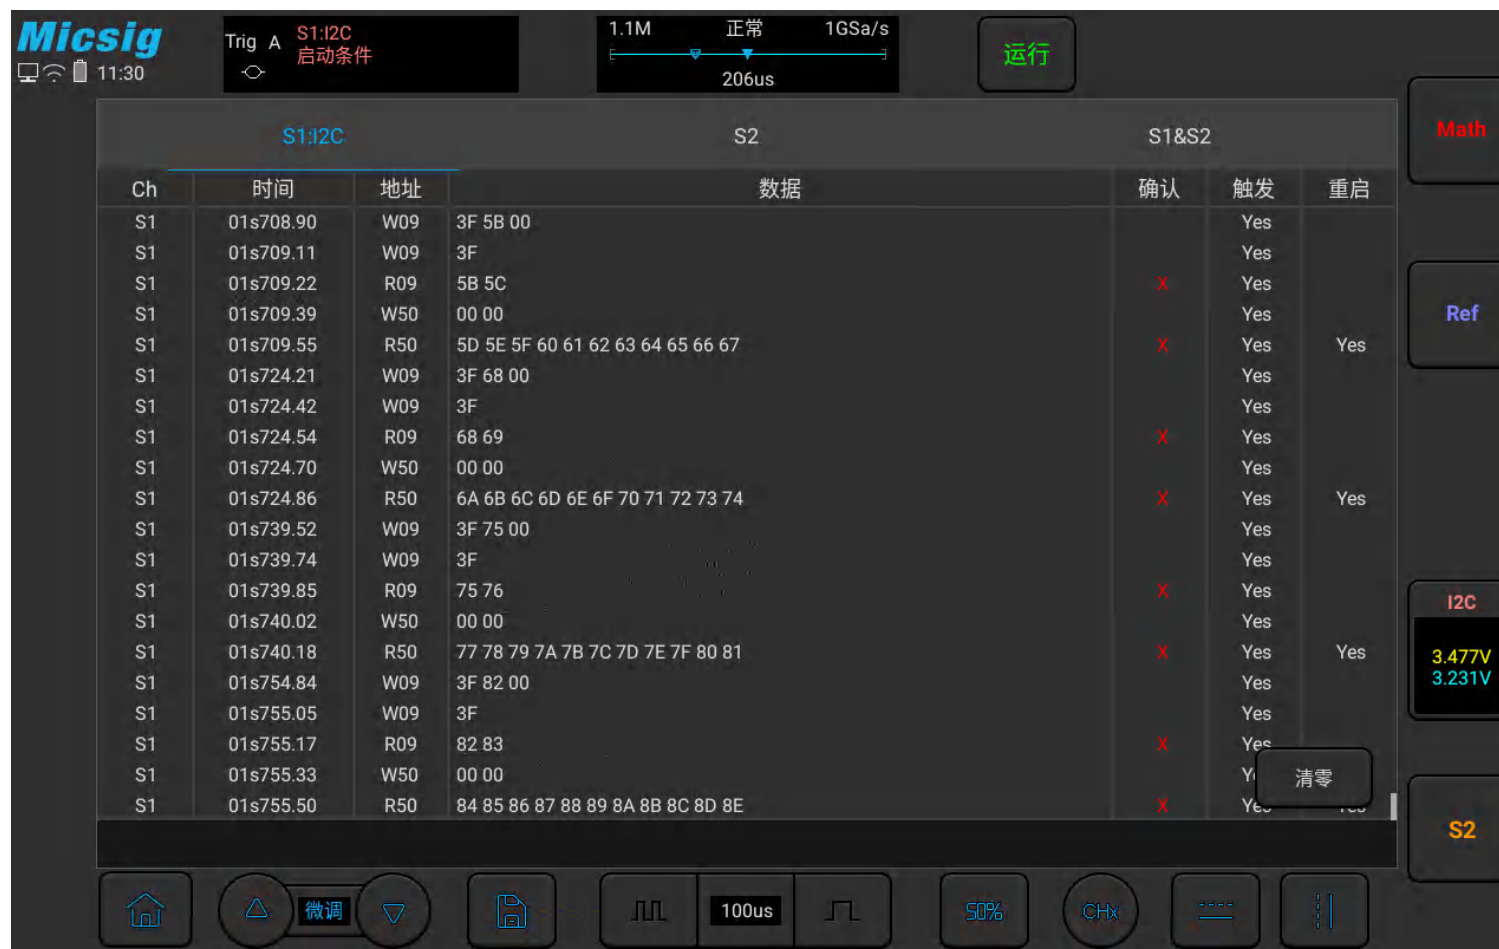 Micsig
11:30
Trig A S1:I2C
启动条件
1.1M 正常 1GSa/s
206us
运行
S1:I2C S2 S1&S2
Math
Ch 时间 地址 数据 确认 触发 重启
S1 01s708.90 W09 3F 5B 00 Yes
S1 01s709.11 W09 3F Yes
S1 01s709.22 R09 5B 5C X Yes
S1 01s709.39 W50 00 00 Yes
Ref
S1 01s709.55 R50 5D 5E 5F 60 61 62 63 64 65 66 67 X Yes Yes
S1 01s724.21 W09 3F 68 00 Yes
S1 01s724.42 W09 3F Yes
S1 01s724.54 R09 68 69 X Yes
S1 01s724.70 W50 00 00 Yes
S1 01s724.86 R50 6A 6B 6C 6D 6E 6F 70 71 72 73 74 X Yes Yes
S1 01s739.52 W09 3F 75 00 Yes
S1 01s739.74 W09 3F Yes
S1 01s739.85 R09 75 76 X Yes
I2C
S1 01s740.02 W50 00 00 Yes
S1 01s740.18 R50 77 78 79 7A 7B 7C 7D 7E 7F 80 81 X Yes Yes
3.477V
3.231V
S1 01s754.84 W09 3F 82 00 Yes
S1 01s755.05 W09 3F Yes
S1 01s755.17 R09 82 83 X Yes
S1 01s755.33 W50 00 00
清零
S1 01s755.50 R50 84 85 86 87 88 89 8A 8B 8C 8D 8E X Yes
S2
微调 100us 50% CHx